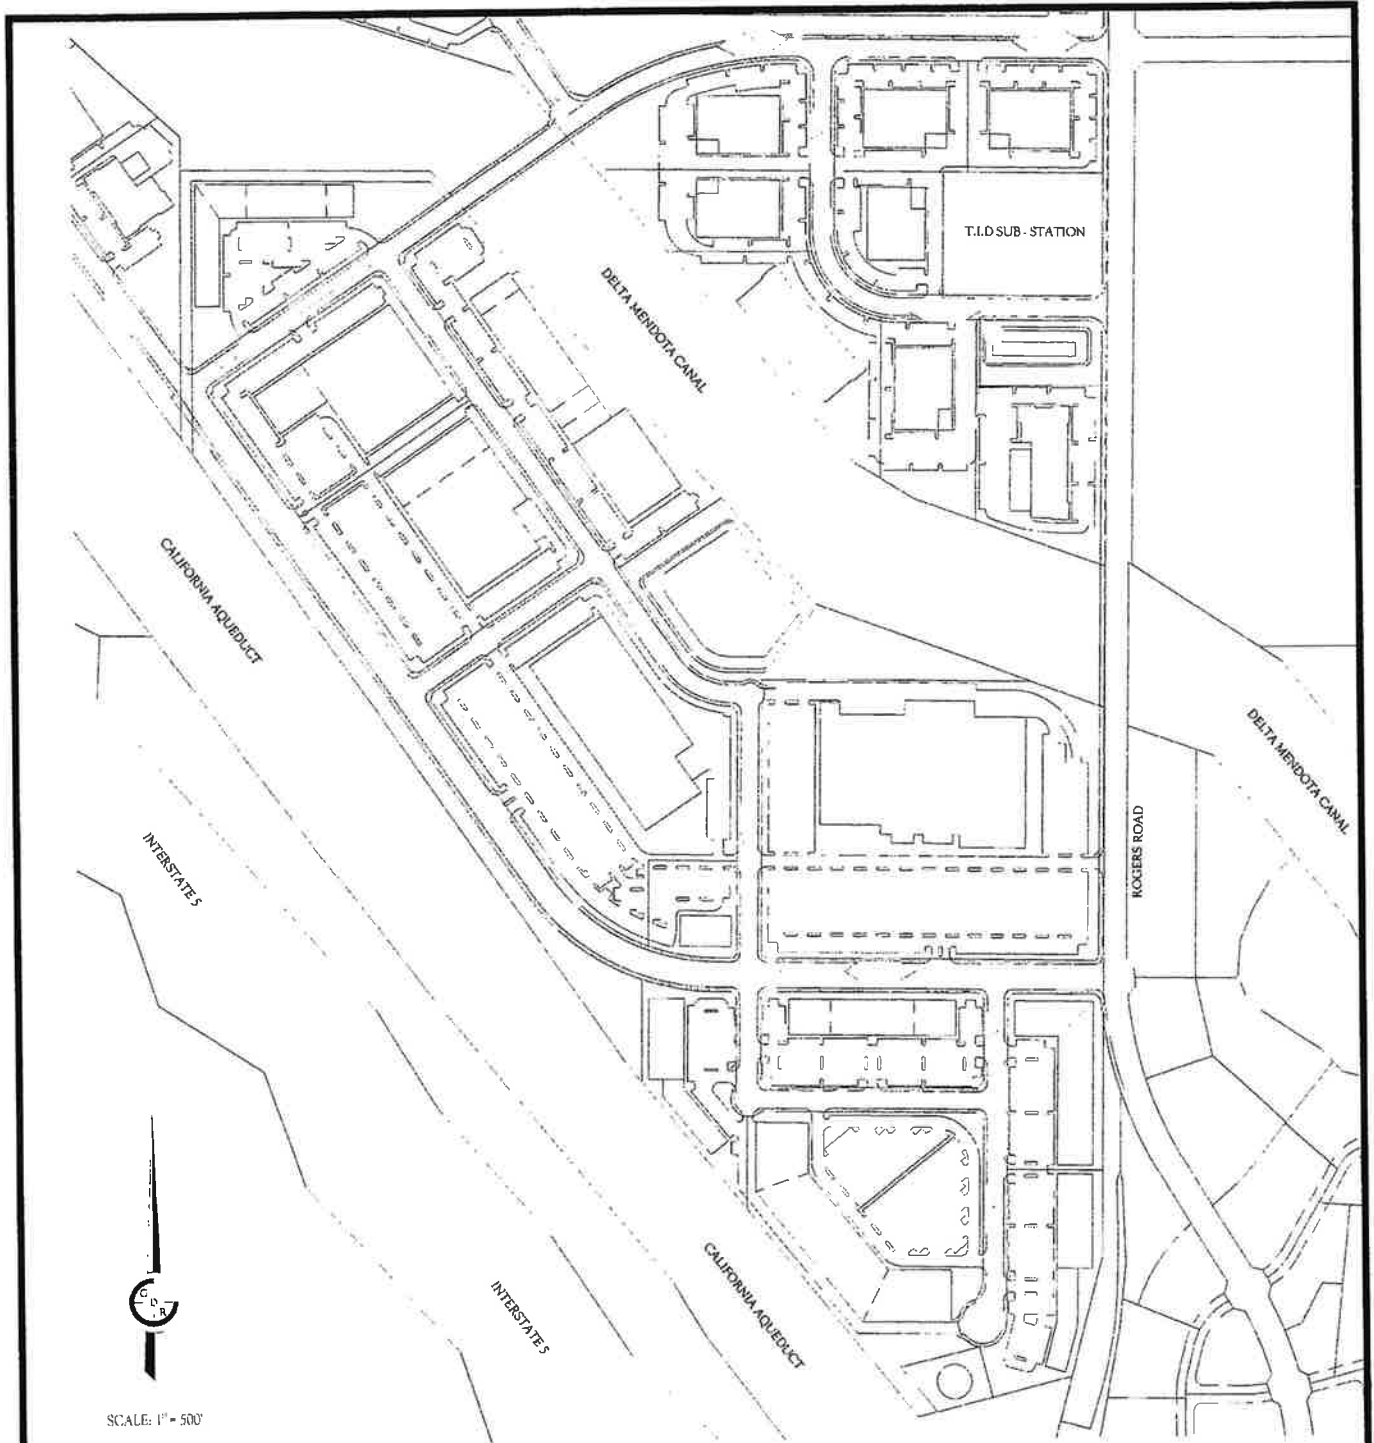 T.I.D SUB - STATION
DELTA MENDOTA CANAL
CALIFORNIA AQUEDUCT
DELTA MENDOTA CANAL
INTERSTATE 5
ROGERS ROAD
CALIFORNIA AQUEDUCT
INTERSTATE 5
G
D
R
SCALE: 1" = 500'